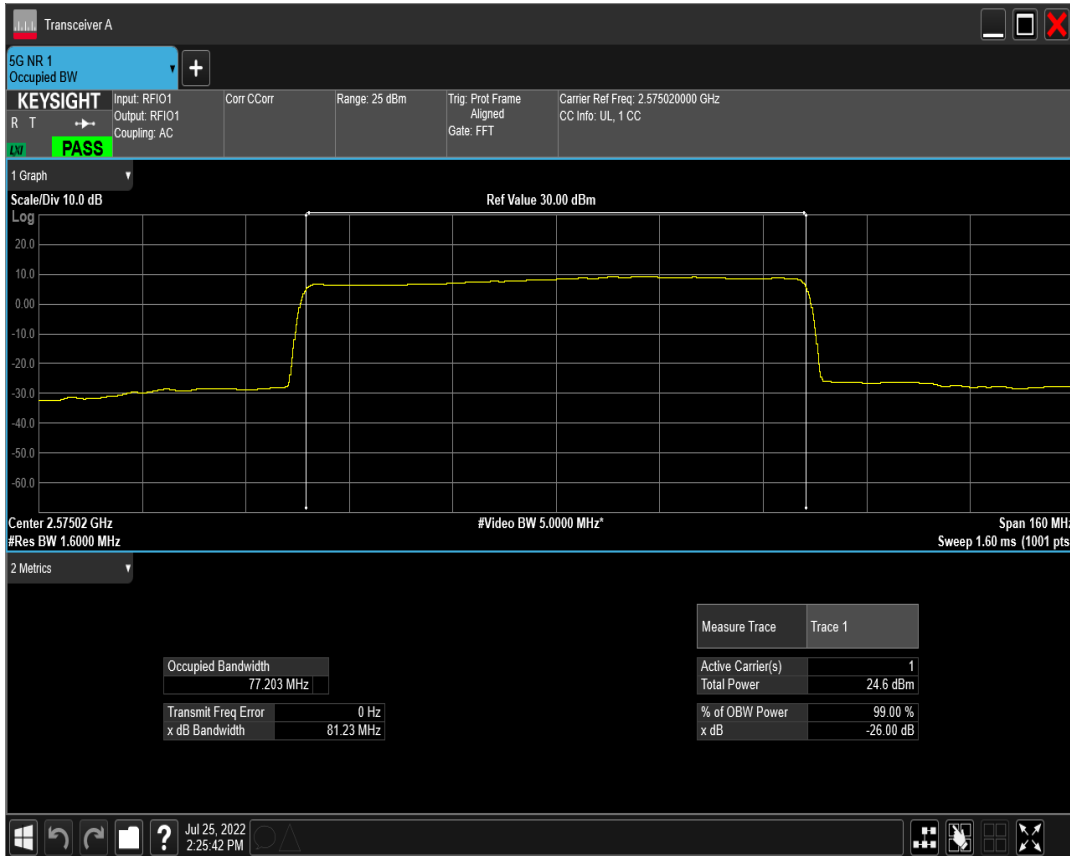 Transceiver A
5G NR 1
Occupied BW
+
KEYSIGHT
R T
LXI
PASS
Input: RFIO1
Output: RFIO1
Coupling: AC
Corr CCorr
Range: 25 dBm
Trig: Prot Frame
Aligned
Gate: FFT
Carrier Ref Freq: 2.575020000 GHz
CC Info: UL, 1 CC
1 Graph
Scale/Div 10.0 dB
Ref Value 30.00 dBm
Log
20.0
10.0
0.00
-10.0
-20.0
-30.0
-40.0
-50.0
-60.0
Center 2.57502 GHz
#Video BW 5.0000 MHz*
Span 160 MHz
#Res BW 1.6000 MHz
Sweep 1.60 ms (1001 pts
2 Metrics
Measure Trace Trace 1
Occupied Bandwidth
77.203 MHz
Active Carrier(s) 1
Total Power 24.6 dBm
Transmit Freq Error 0 Hz
x dB Bandwidth 81.23 MHz
% of OBW Power 99.00 %
x dB -26.00 dB
?
Jul 25, 2022
2:25:42 PM